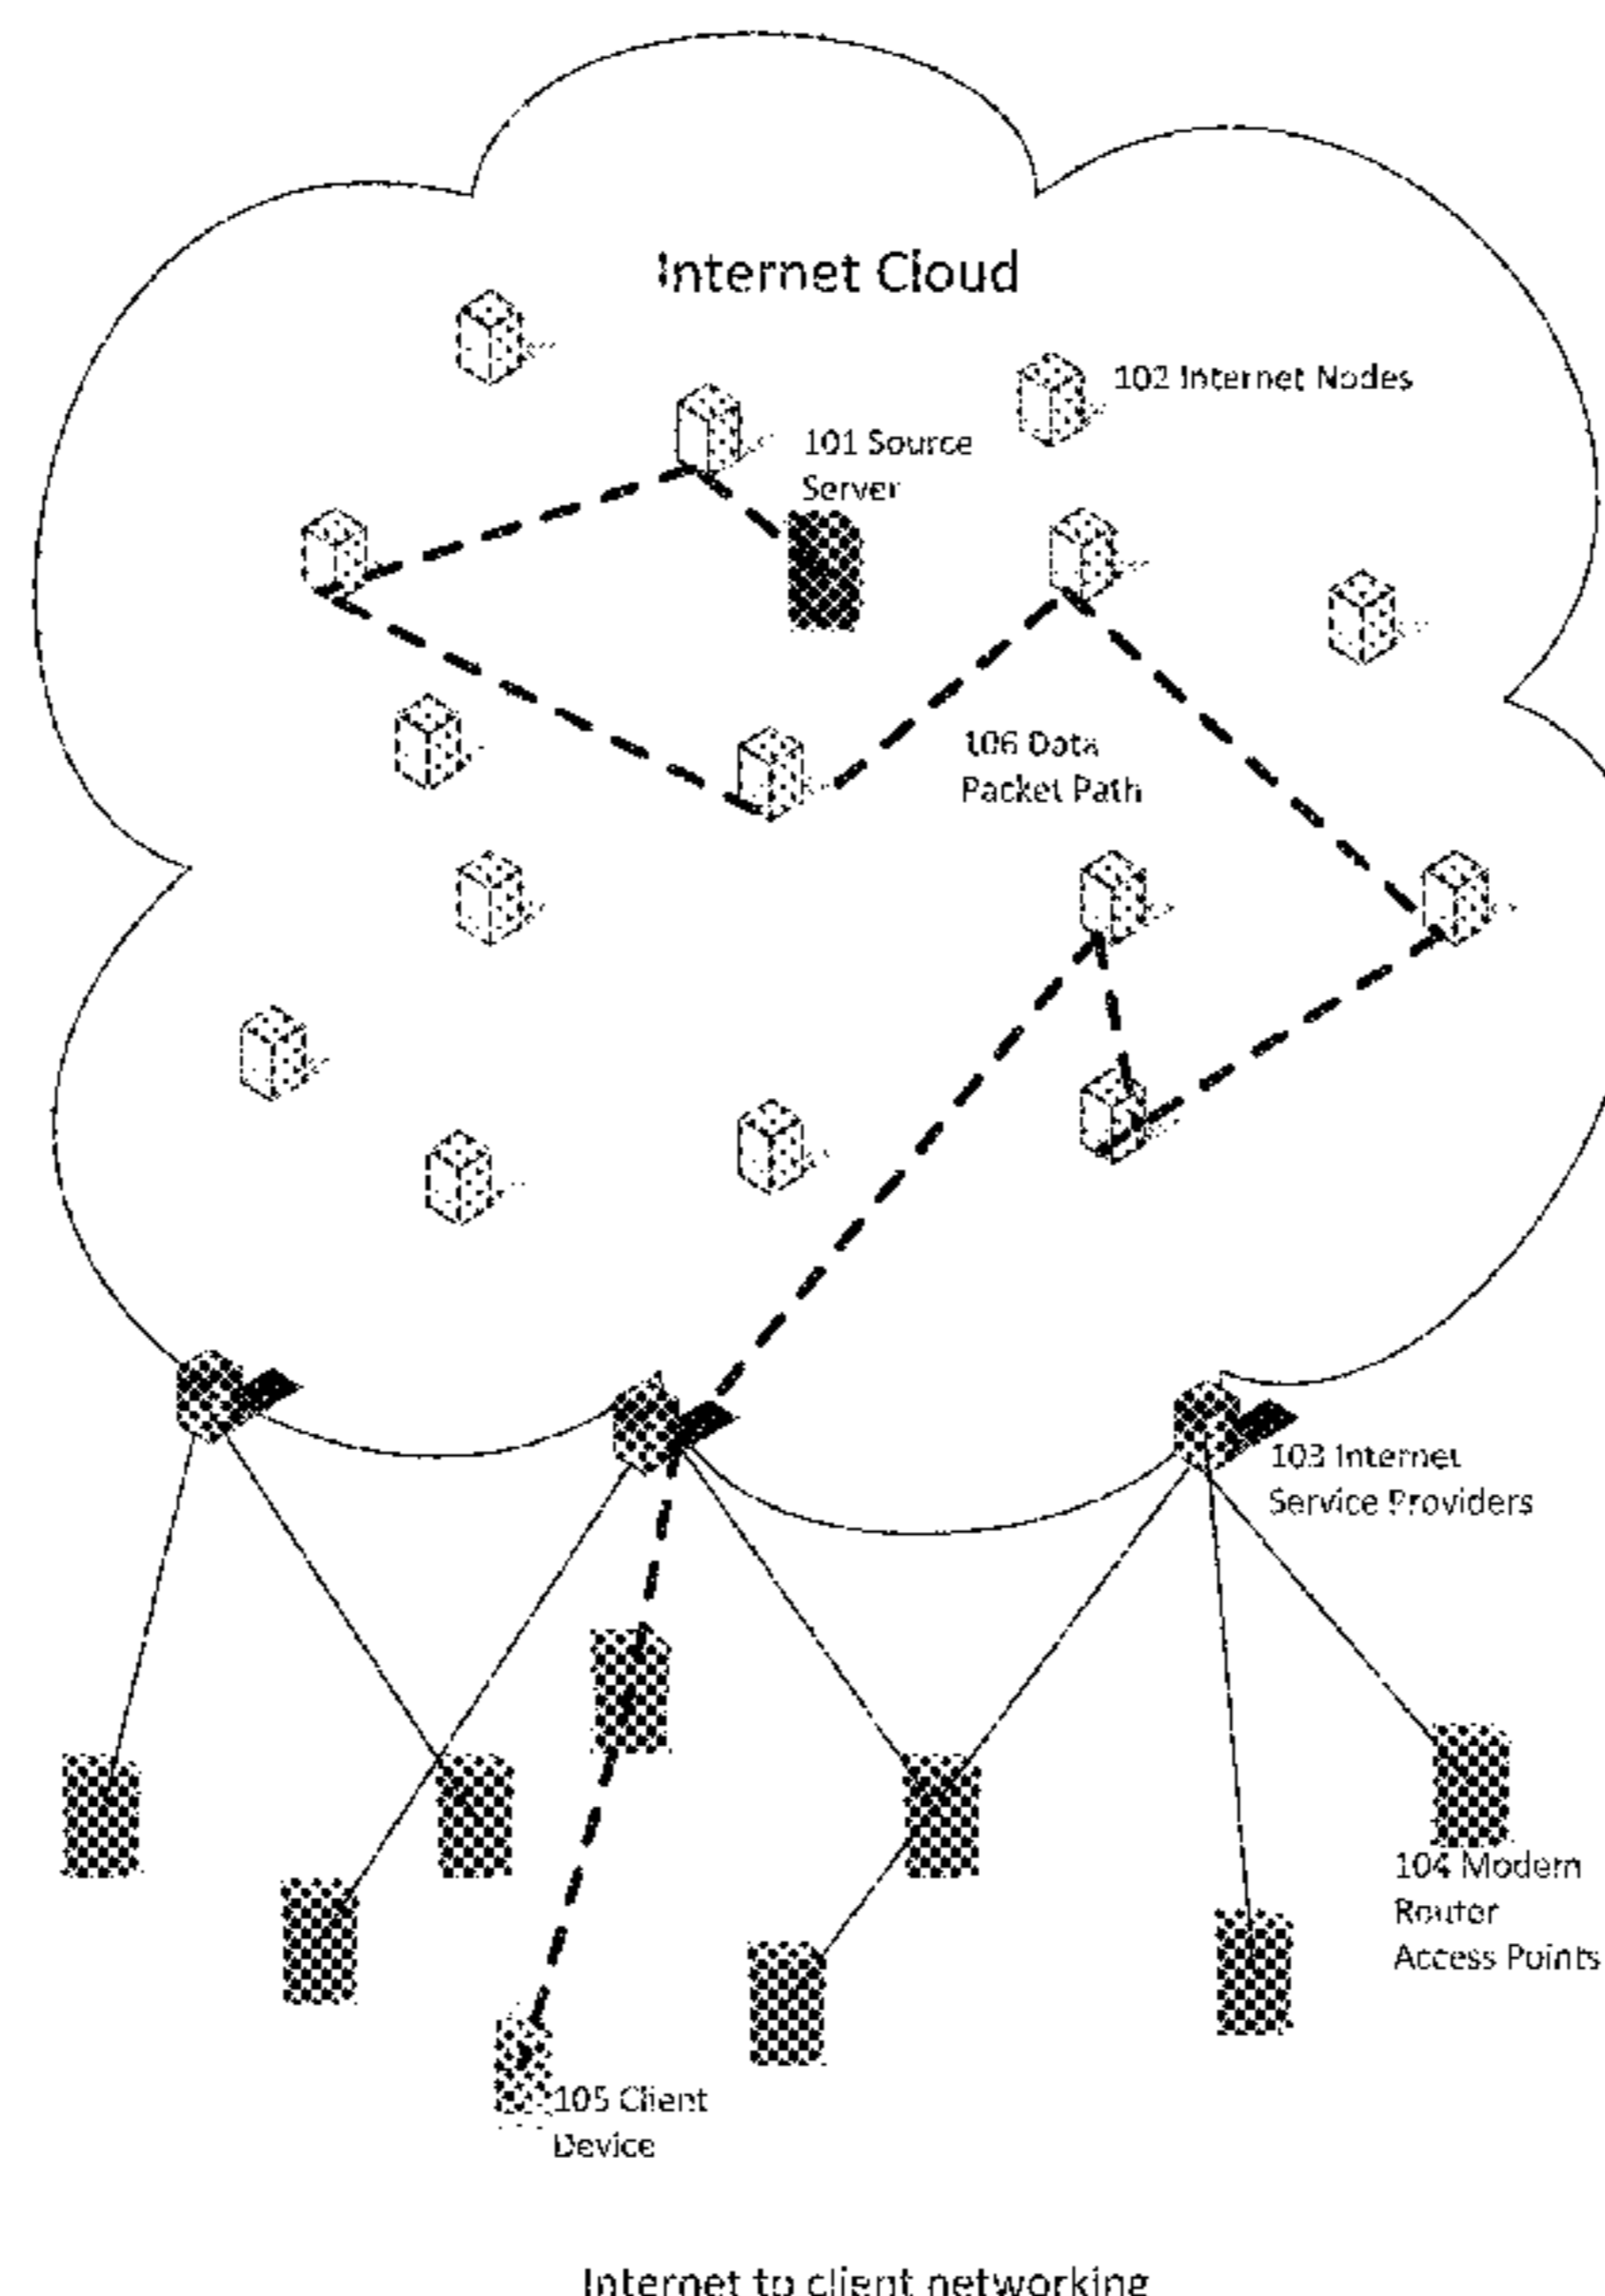 Internet Cloud
102 Internet Nodes
101 Source
Server
106 Data
Packet Path
103 Internet
Service Providers
104 Modem
Router
Access Points
105 Client
Device
Internet to client networking